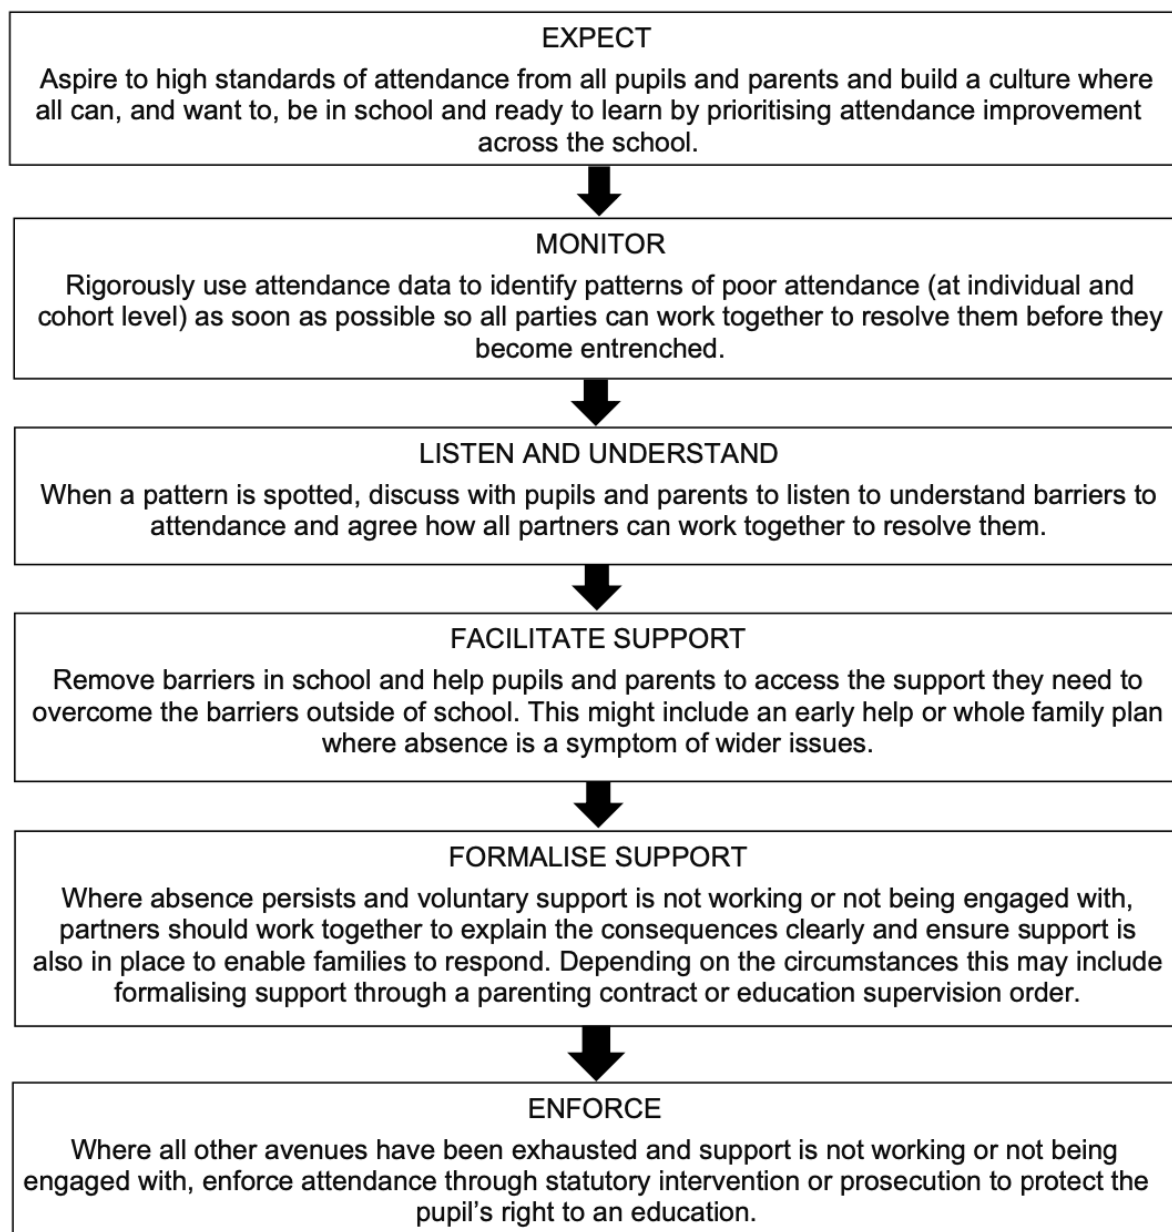 EXPECT
Aspire to high standards of attendance from all pupils and parents and build a culture where
all can, and want to, be in school and ready to learn by prioritising attendance improvement
across the school.
MONITOR
Rigorously use attendance data to identify patterns of poor attendance (at individual and
cohort level) as soon as possible so all parties can work together to resolve them before they
become entrenched.
LISTEN AND UNDERSTAND
When a pattern is spotted, discuss with pupils and parents to listen to understand barriers to
attendance and agree how all partners can work together to resolve them.
FACILITATE SUPPORT
Remove barriers in school and help pupils and parents to access the support they need to
overcome the barriers outside of school. This might include an early help or whole family plan
where absence is a symptom of wider issues.
FORMALISE SUPPORT
Where absence persists and voluntary support is not working or not being engaged with,
partners should work together to explain the consequences clearly and ensure support is
also in place to enable families to respond. Depending on the circumstances this may include
formalising support through a parenting contract or education supervision order.
ENFORCE
Where all other avenues have been exhausted and support is not working or not being
engaged with, enforce attendance through statutory intervention or prosecution to protect the
pupil's right to an education.